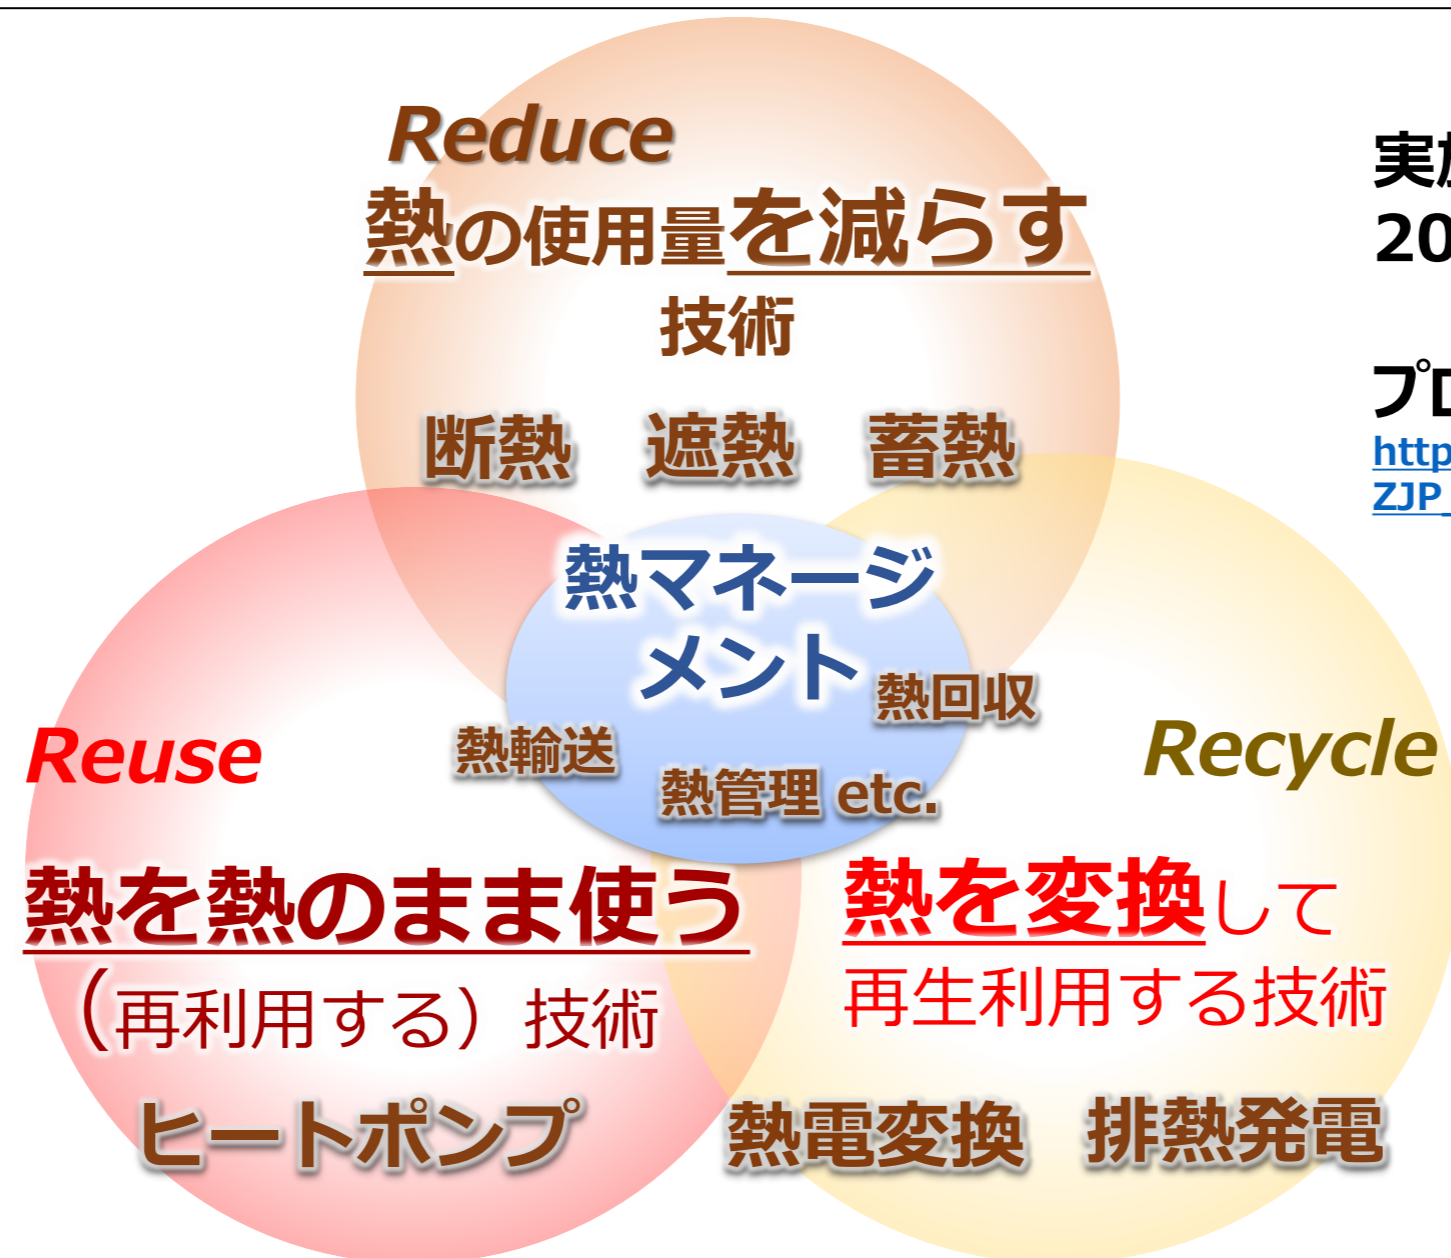 Reduce
熱の使用量を減らす
技術
断熱 遮熱 蓄熱
熱マネージ
メント
熱回収
熱輸送
熱管理 etc.
Reuse
熱を熱のまま使う
(再利用する）技術
ヒートポンプ
Recycle
熱を変換して
再生利用する技術
熱電変換 排熱発電
実
20
プロ
http
ZJP_